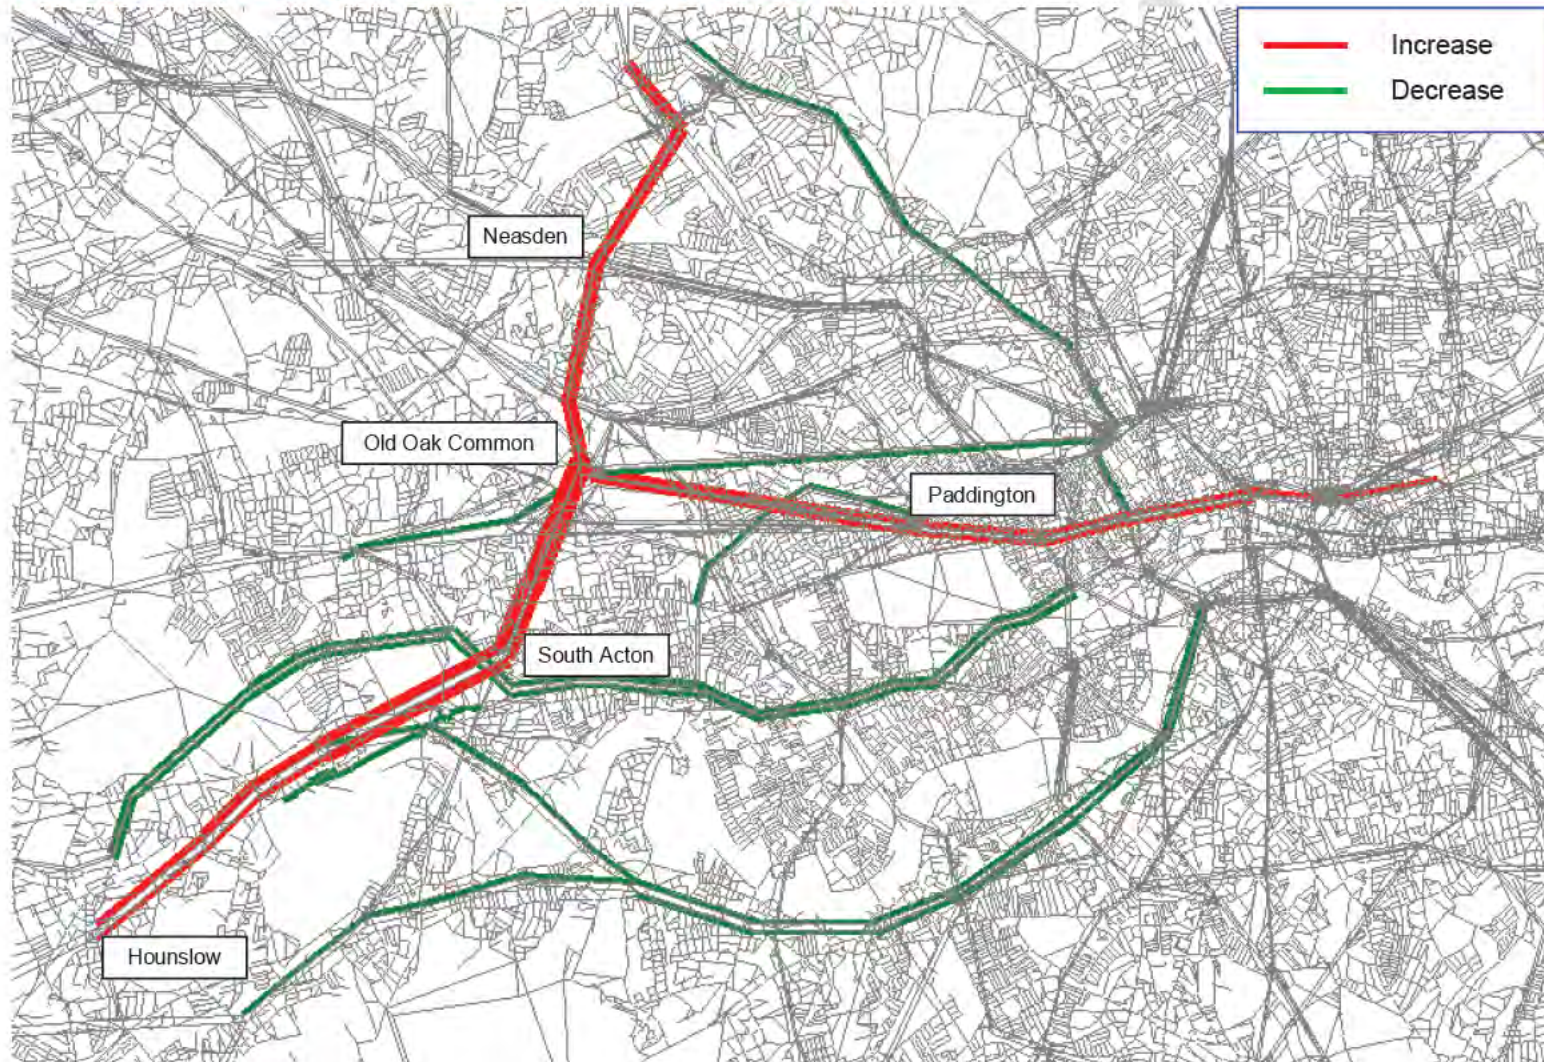 Increase
Decrease
Neasden
Old Oak Common
Paddington
South Acton
Hounslow